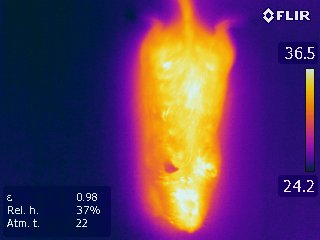 FLIR
36.5
24.2
ε 0.98
Rel. h. 37%
Atm. t. 22